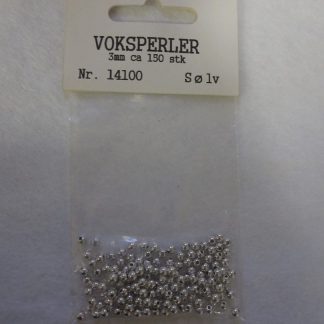 VOKSPERLER
3mm ca 150 stk
Nr. 14100 Sølv